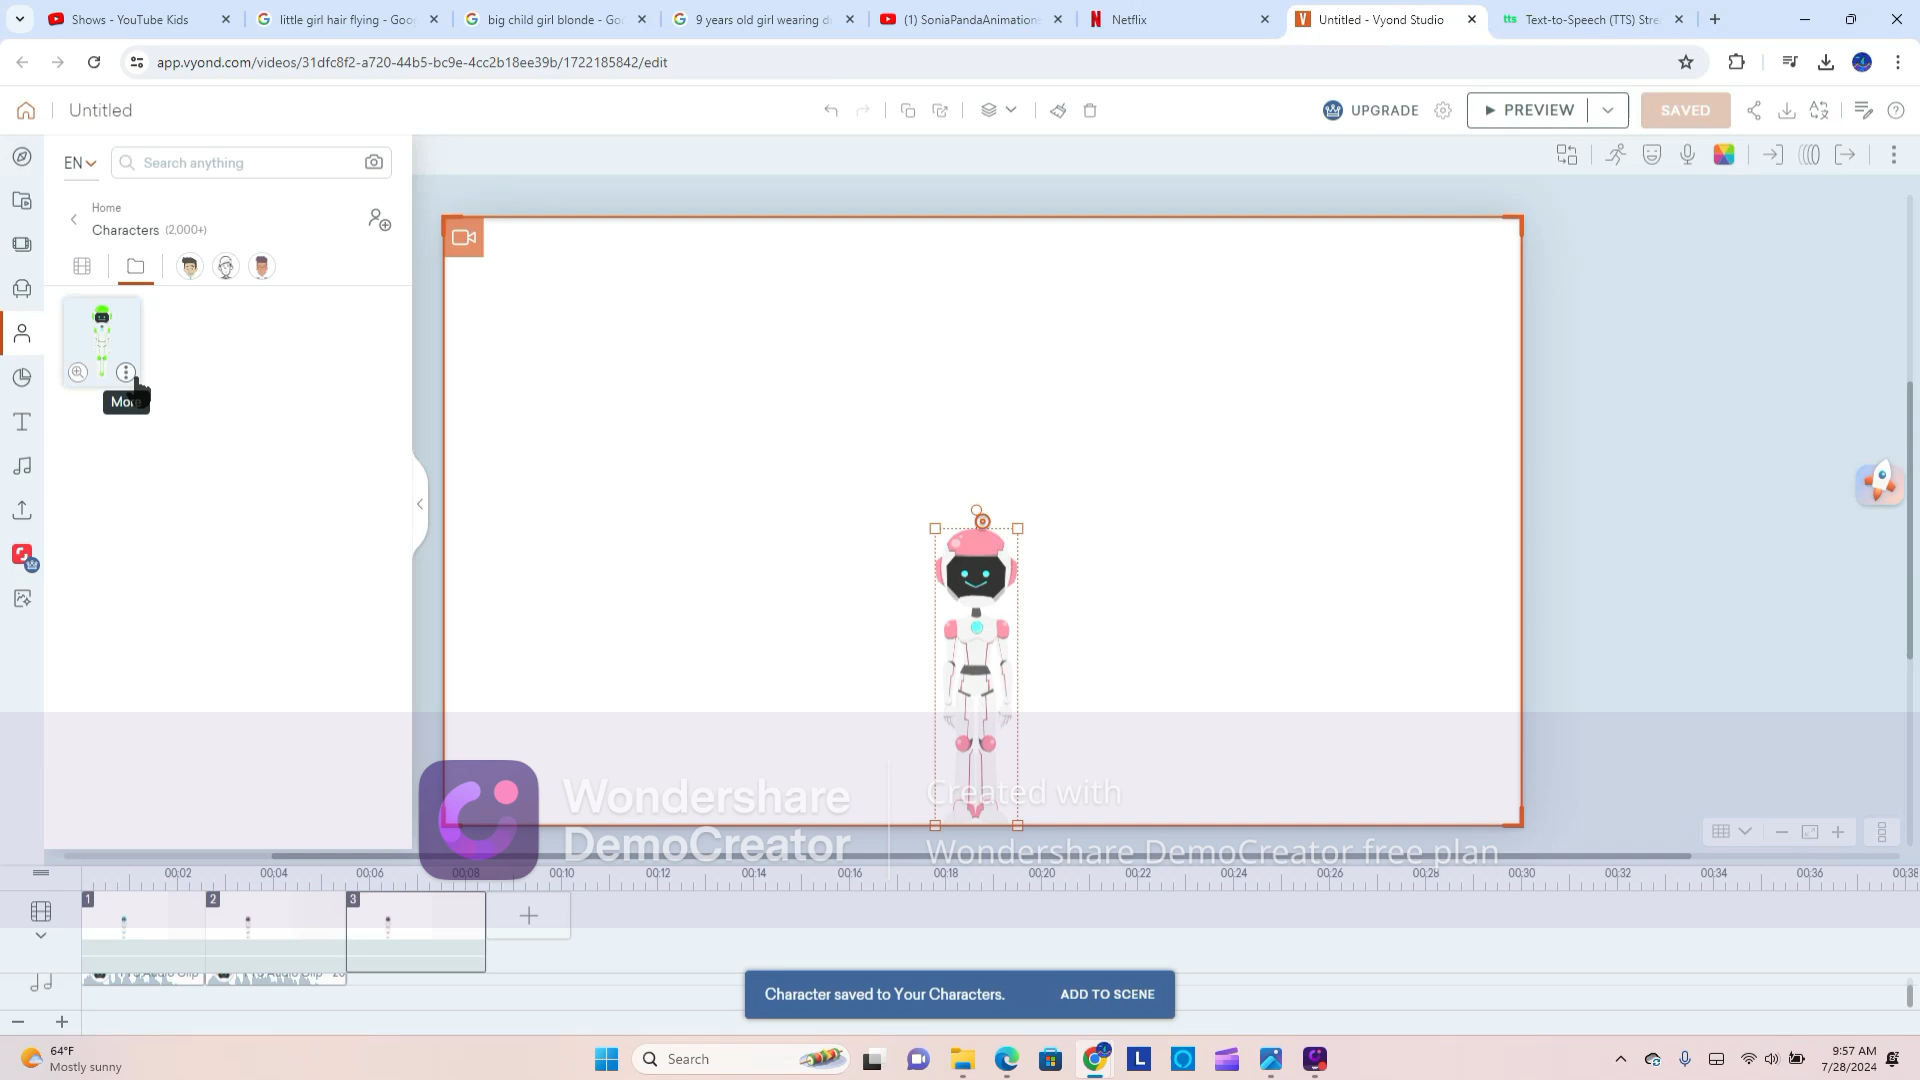 Shows - YouTube Kids
little girl hair flying - Goo
big child girl blonde - Go
9 years old girl wearing d
(1) SoniaPandaAnimation
Netflix
Untitled - Vyond Studio
Text-to-Speech (TTS) Stre
app.vyond.com/videos/31dfc8f2-a720-44b5-bc9e-4cc2b18ee39b/1722185842/edit
Untitled
UPGRADE
PREVIEW
SAVED
EN
Search anything
Home
Characters (2,000+)
Mor
Wondershare
DemoCreator
Created with
Wondershare DemoCreator free plan
00:02
00:04
00:06
00:08
00:10
00:12
00:14
00:16
00:18
00:20
00:22
00:24
00:26
00:28
00:30
00:32
00:34
00:36
00:38
1
2
3
Character saved to Your Characters.
ADD TO SCENE
64°F
Mostly sunny
Search
9:57 AM
7/28/2024